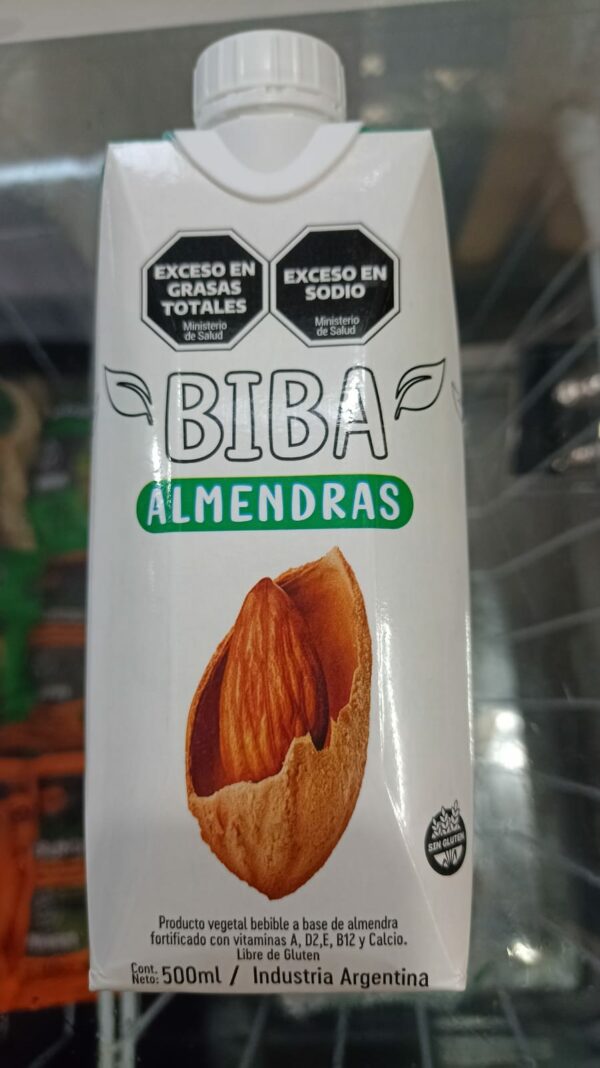 EXCESO EN
GRASAS
TOTALES
Ministerio
de Salud
EXCESO EN
SODIO
Ministerio
de Salud
BIBA
ALMENDRAS
SIN GLUTEN
Producto vegetal bebible a base de almendra
fortificado con vitaminas A, D2,E, B12 y Calcio.
Libre de Gluten
Cont. Neto: 500ml / Industria Argentina